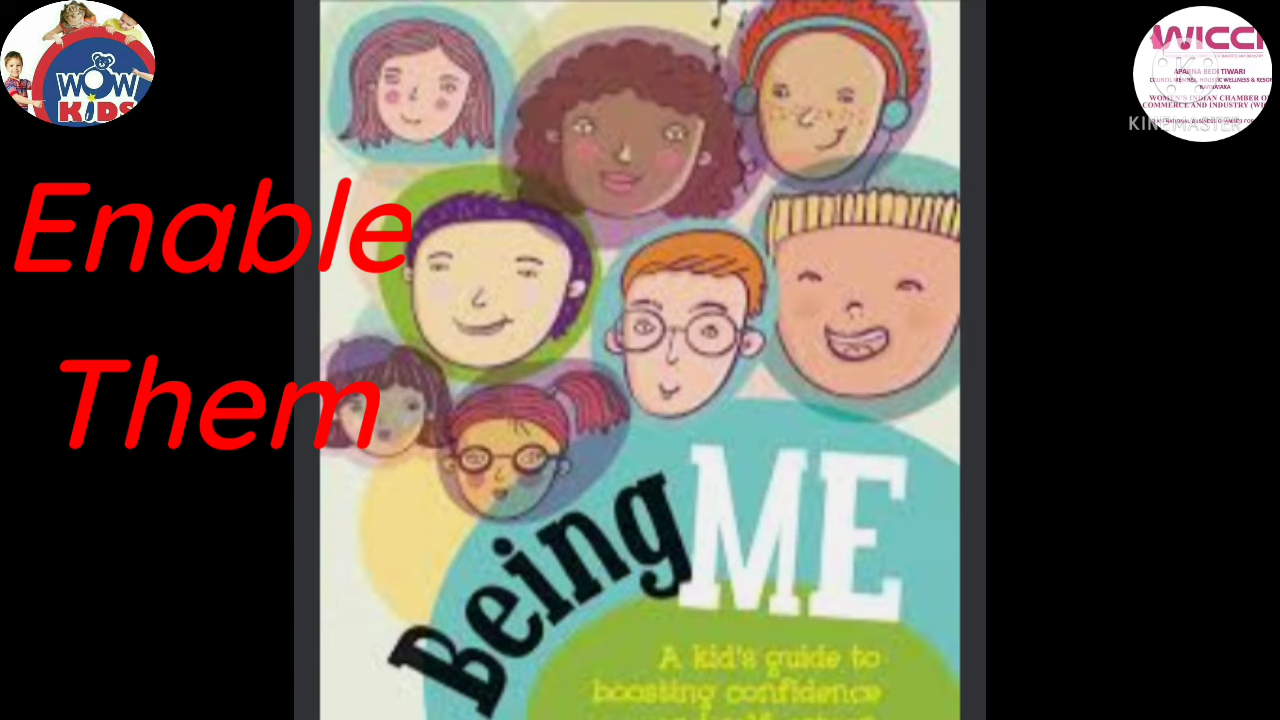 WOW
KIDS
WICCI
APARNA BEDI TIWARI
KARNATAKA
WOMEN'S INDIAN CHAMBER O
COMMERCE AND INDUSTRY (WI
KINEMASTER
Enable
Them
Being
ME
A kid's guide to
boosting confidence